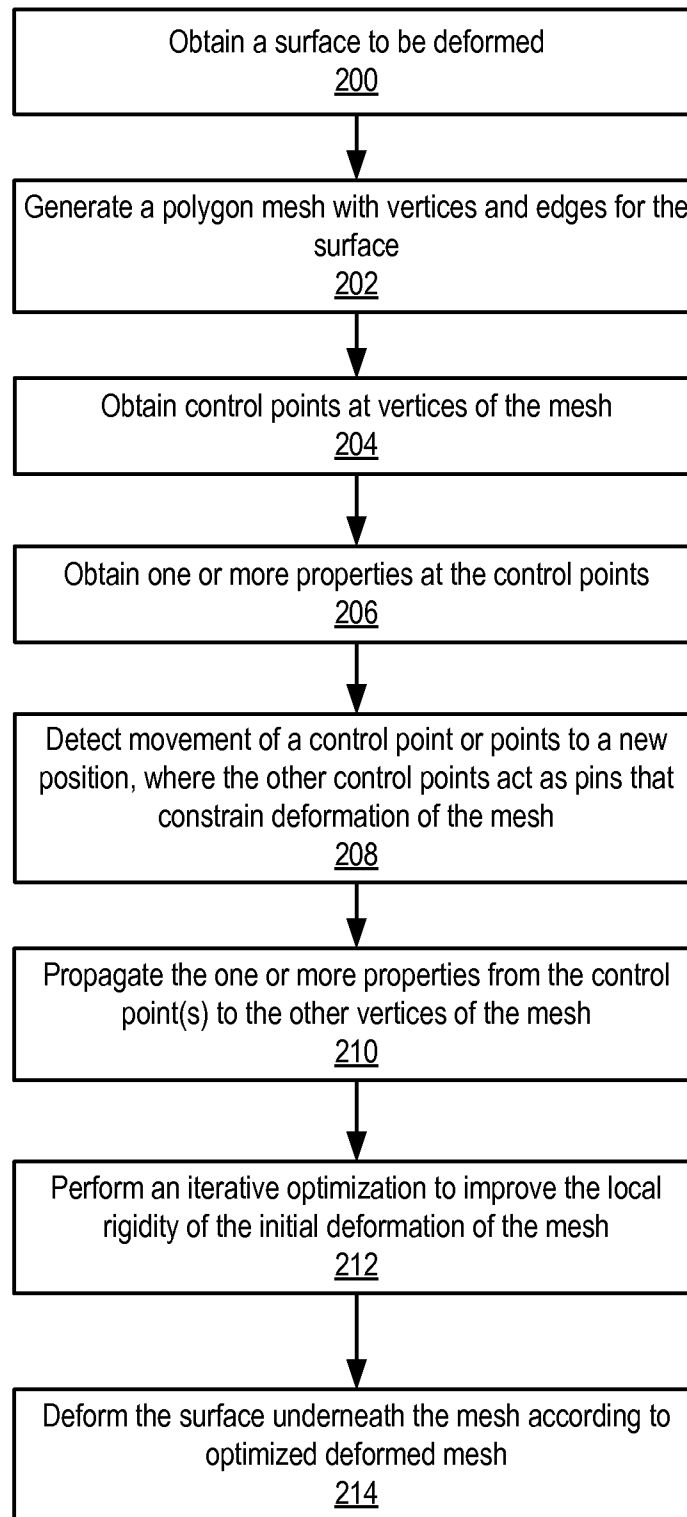 Obtain a surface to be deformed
200
Generate a polygon mesh with vertices and edges for the
surface
202
Obtain control points at vertices of the mesh
204
Obtain one or more properties at the control points
206
Detect movement of a control point or points to a new
position, where the other control points act as pins that
constrain deformation of the mesh
208
Propagate the one or more properties from the control
point(s) to the other vertices of the mesh
210
Perform an iterative optimization to improve the local
rigidity of the initial deformation of the mesh
212
Deform the surface underneath the mesh according to
optimized deformed mesh
214